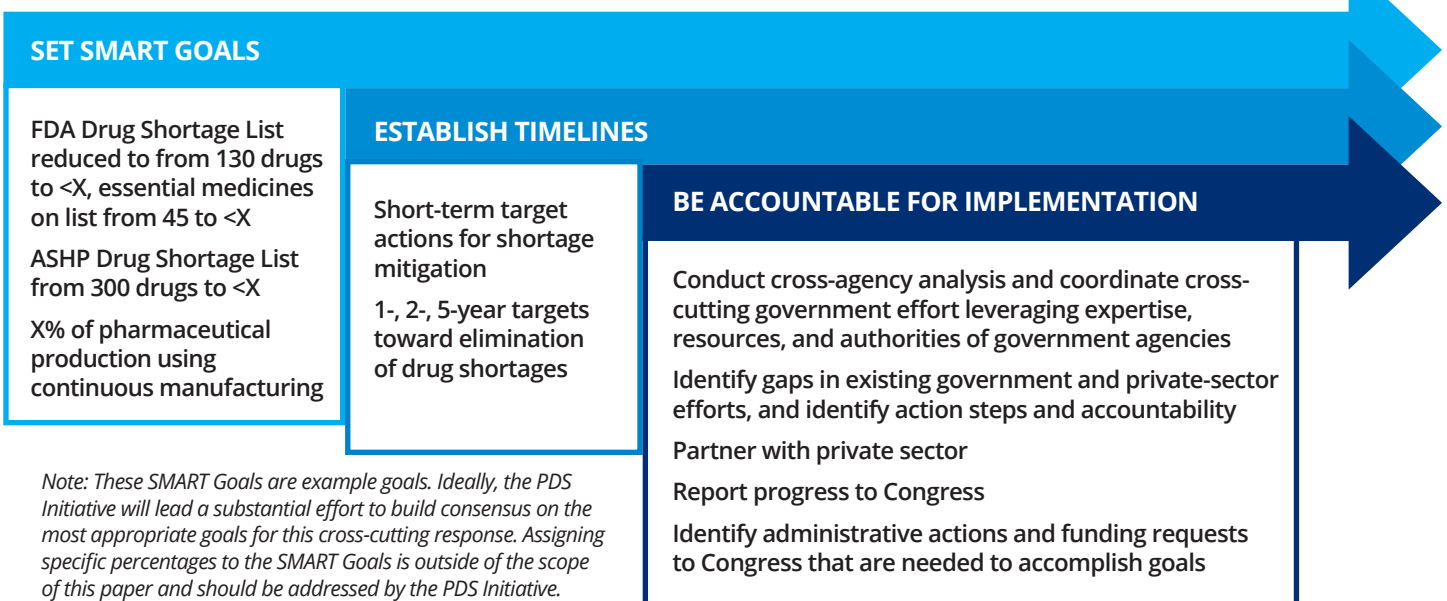 SET SMART GOALS
FDA Drug Shortage List
reduced to from 130 drugs
to <X, essential medicines
on list from 45 to <X
ASHP Drug Shortage List
from 300 drugs to <X
X% of pharmaceutical
production using
continuous manufacturing
ESTABLISH TIMELINES
Short-term target
actions for shortage
mitigation
1-, 2-, 5-year targets
toward elimination
of drug shortages
BE ACCOUNTABLE FOR IMPLEMENTATION
Conduct cross-agency analysis and coordinate cross-
cutting government effort leveraging expertise,
resources, and authorities of government agencies
Identify gaps in existing government and private-sector
efforts, and identify action steps and accountability
Partner with private sector
Report progress to Congress
Identify administrative actions and funding requests
to Congress that are needed to accomplish goals
Note: These SMART Goals are example goals. Ideally, the PDS
Initiative will lead a substantial effort to build consensus on the
most appropriate goals for this cross-cutting response. Assigning
specific percentages to the SMART Goals is outside of the scope
of this paper and should be addressed by the PDS Initiative.